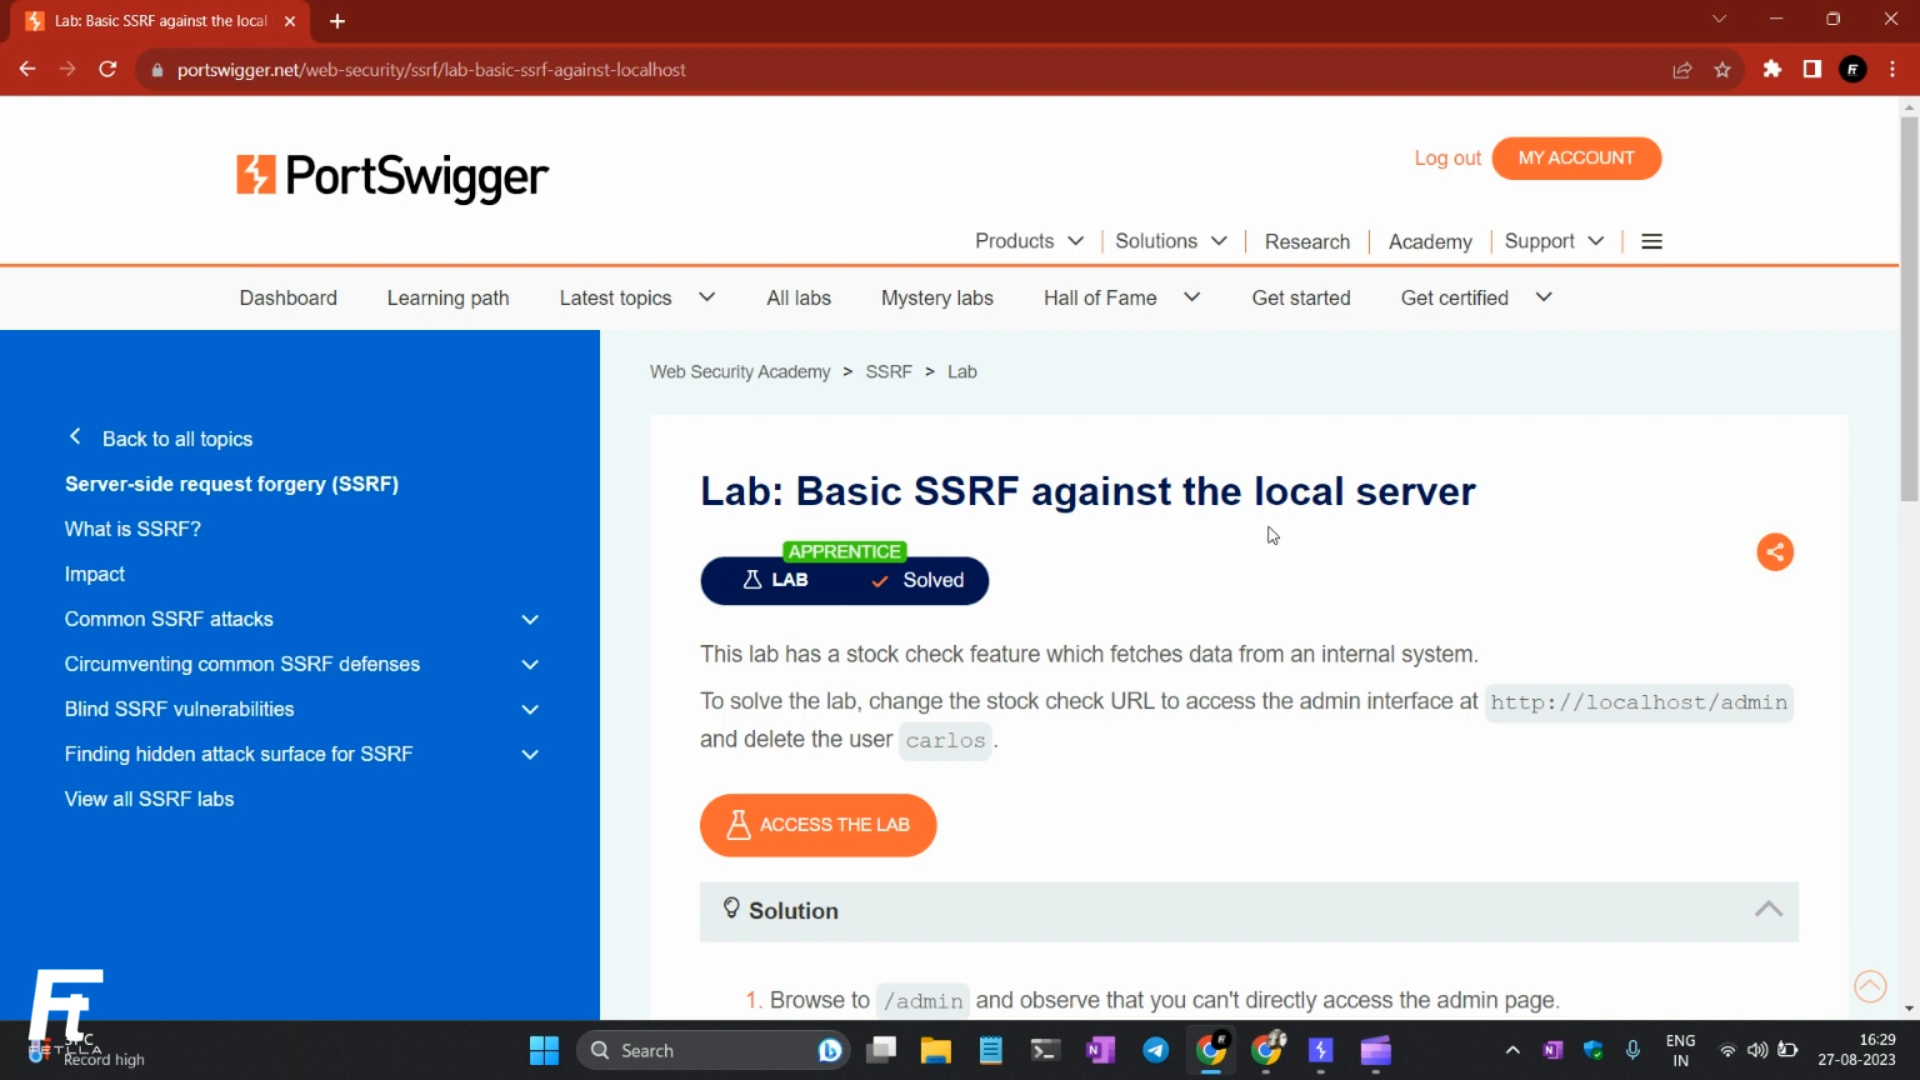 Lab: Basic SSRF against the local
portswigger.net/web-security/ssrf/lab-basic-ssrf-against-localhost
PortSwigger
Log out
MY ACCOUNT
Products
Solutions
Research
Academy
Support
Dashboard
Learning path
Latest topics
All labs
Mystery labs
Hall of Fame
Get started
Get certified
Back to all topics
Server-side request forgery (SSRF)
What is SSRF?
Impact
Common SSRF attacks
Circumventing common SSRF defenses
Blind SSRF vulnerabilities
Finding hidden attack surface for SSRF
View all SSRF labs
Web Security Academy > SSRF > Lab
Lab: Basic SSRF against the local server
APPRENTICE
LAB
Solved
This lab has a stock check feature which fetches data from an internal system.
To solve the lab, change the stock check URL to access the admin interface at http://localhost/admin
and delete the user carlos.
ACCESS THE LAB
Solution
1. Browse to /admin and observe that you can't directly access the admin page.
Record high
Search
ENG
IN
16:29
27-08-2023